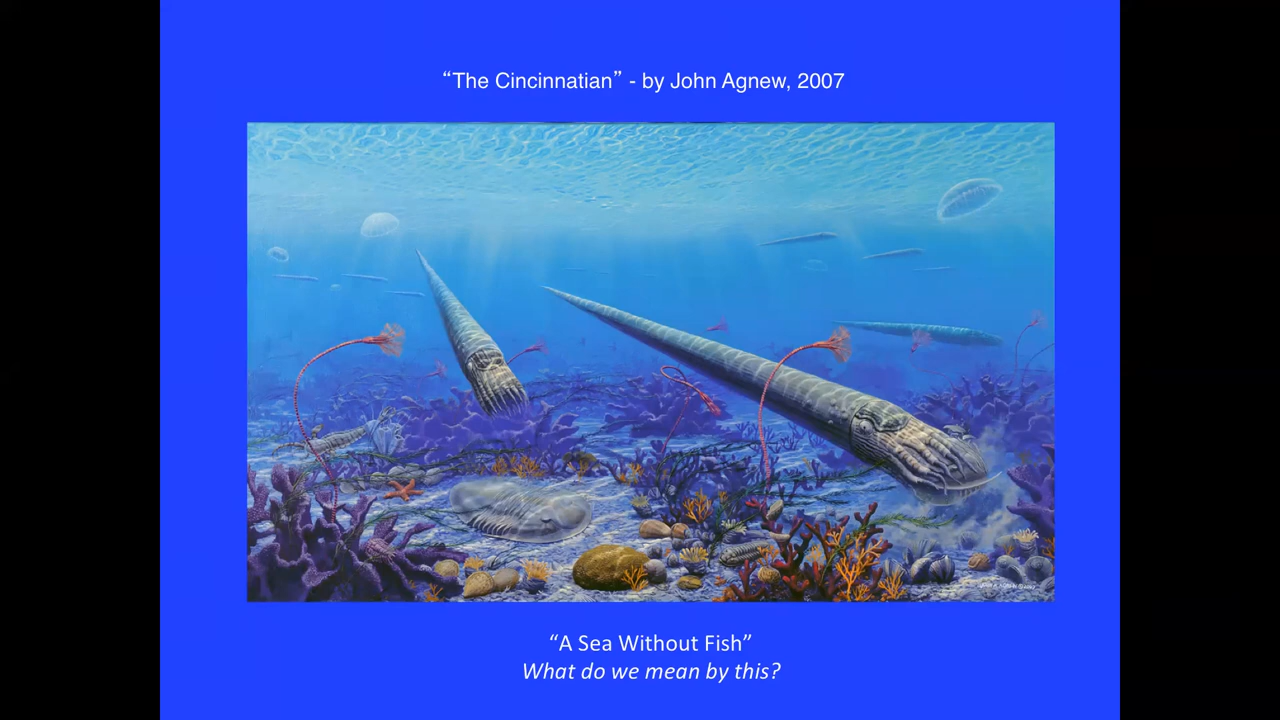 “The Cincinnatian” - by John Agnew, 2007
“A Sea Without Fish”
What do we mean by this?